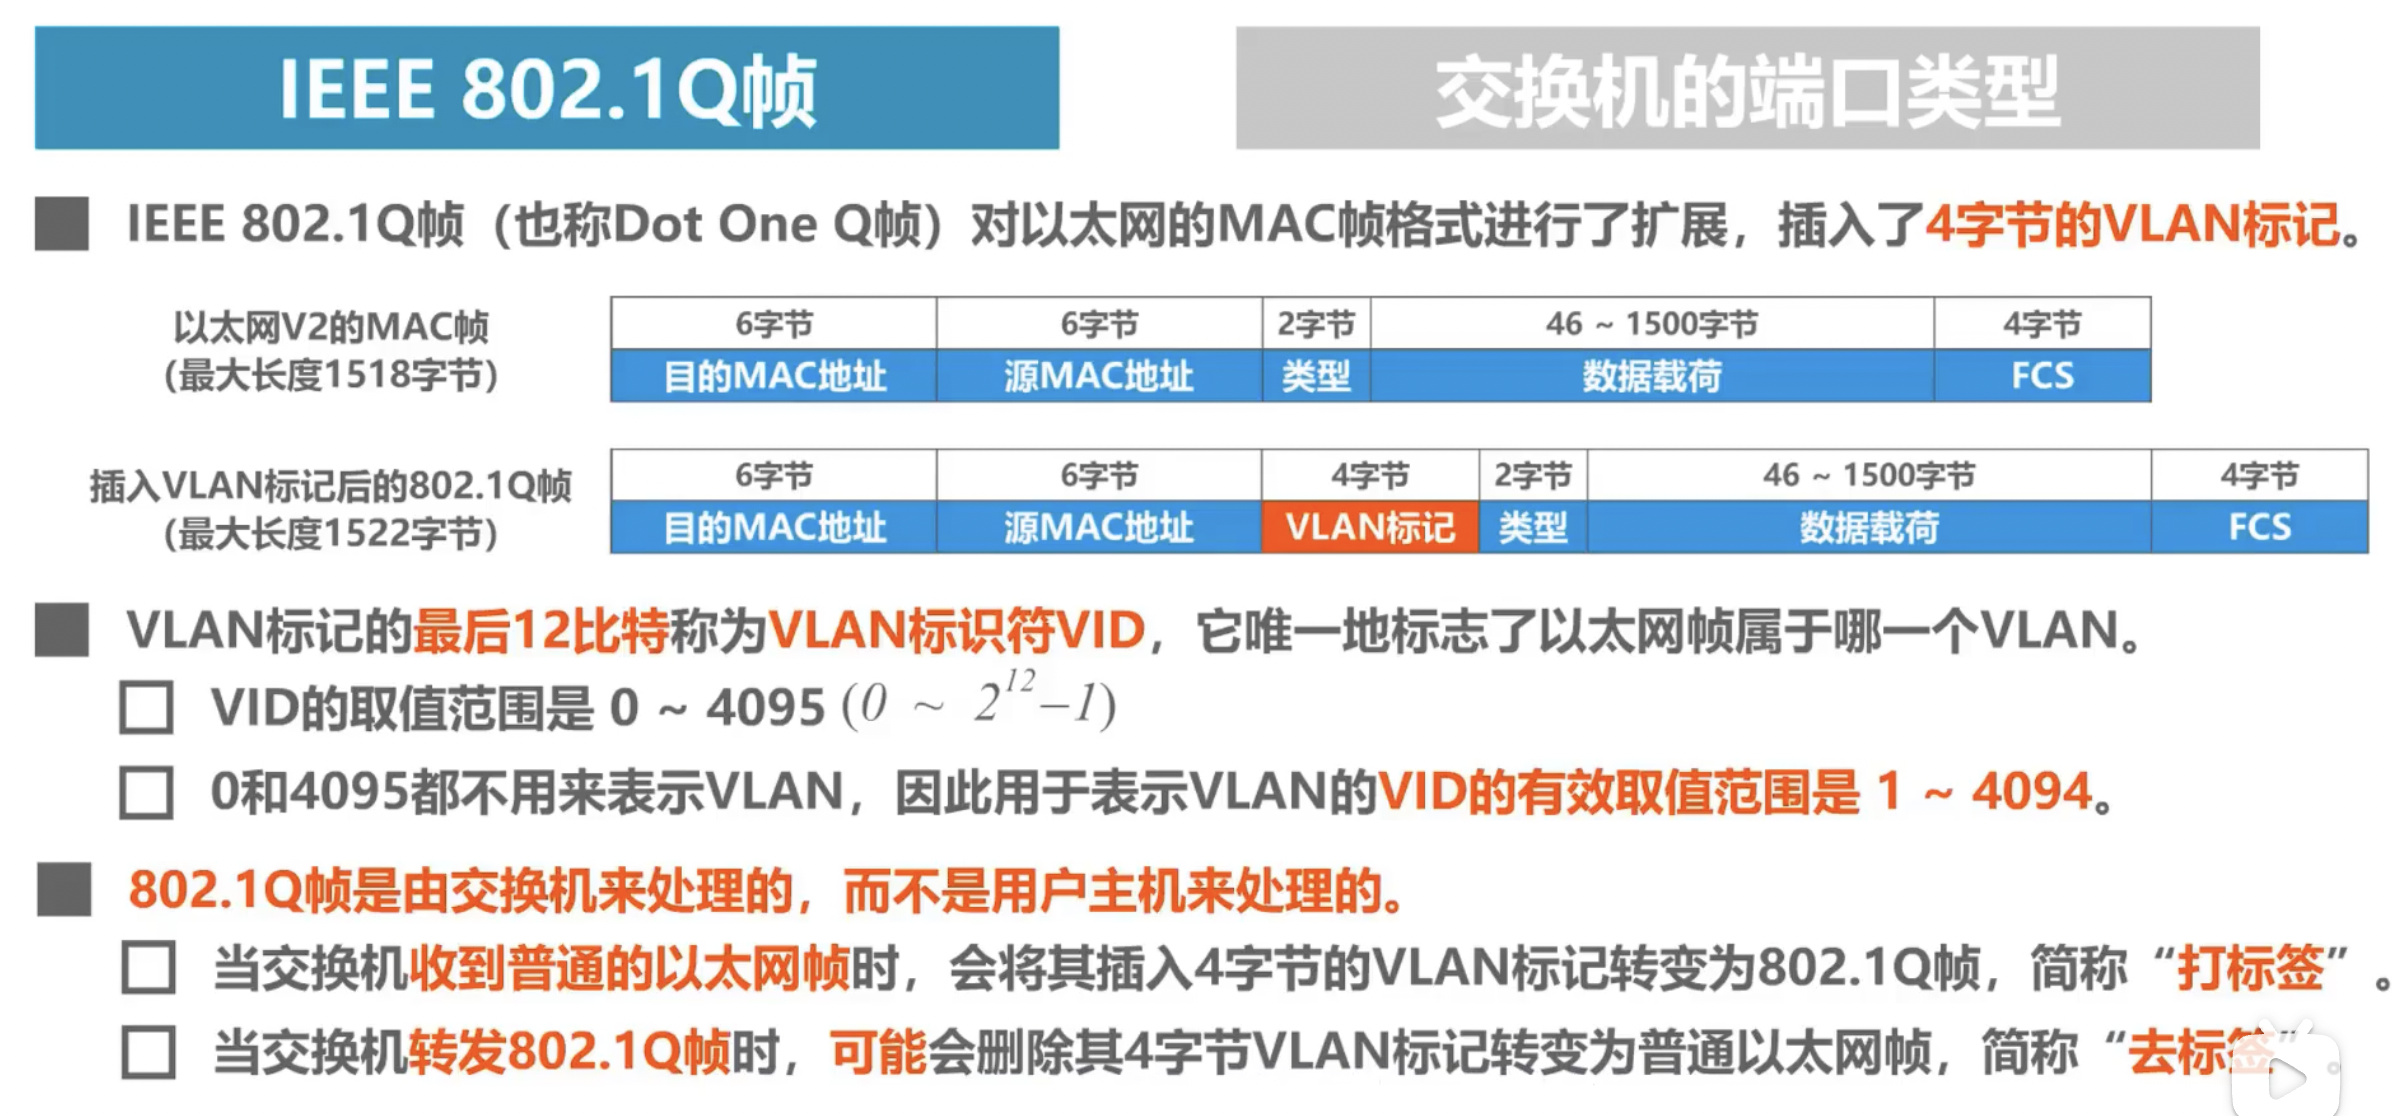 IEEE 802.1Q帧
交换机的端口类型
IEEE 802.1Q帧（也称Dot One Q帧）对以太网的MAC帧格式进行了扩展，插入了4字节的VLAN标记。
以太网V2的MAC帧
(最大长度1518字节)
6字节 6字节 2字节 46 ~ 1500字节 4字节
目的MAC地址 源MAC地址 类型 数据载荷 FCS
插入VLAN标记后的802.1Q帧
(最大长度1522字节)
6字节 6字节 4字节 2字节 46 ~ 1500字节 4字节
目的MAC地址 源MAC地址 VLAN标记 类型 数据载荷 FCS
VLAN标记的最后12比特称为VLAN标识符VID，它唯一地标志了以太网帧属于哪一个VLAN。
VID的取值范围是 0 ~ 4095 (0 ~ 2^12−1)
0和4095都不用来表示VLAN，因此用于表示VLAN的VID的有效取值范围是 1 ~ 4094。
802.1Q帧是由交换机来处理的，而不是用户主机来处理的。
当交换机收到普通的以太网帧时，会将其插入4字节的VLAN标记转变为802.1Q帧，简称“打标签”。
当交换机转发802.1Q帧时，可能会删除其4字节VLAN标记转变为普通以太网帧，简称“去标签”